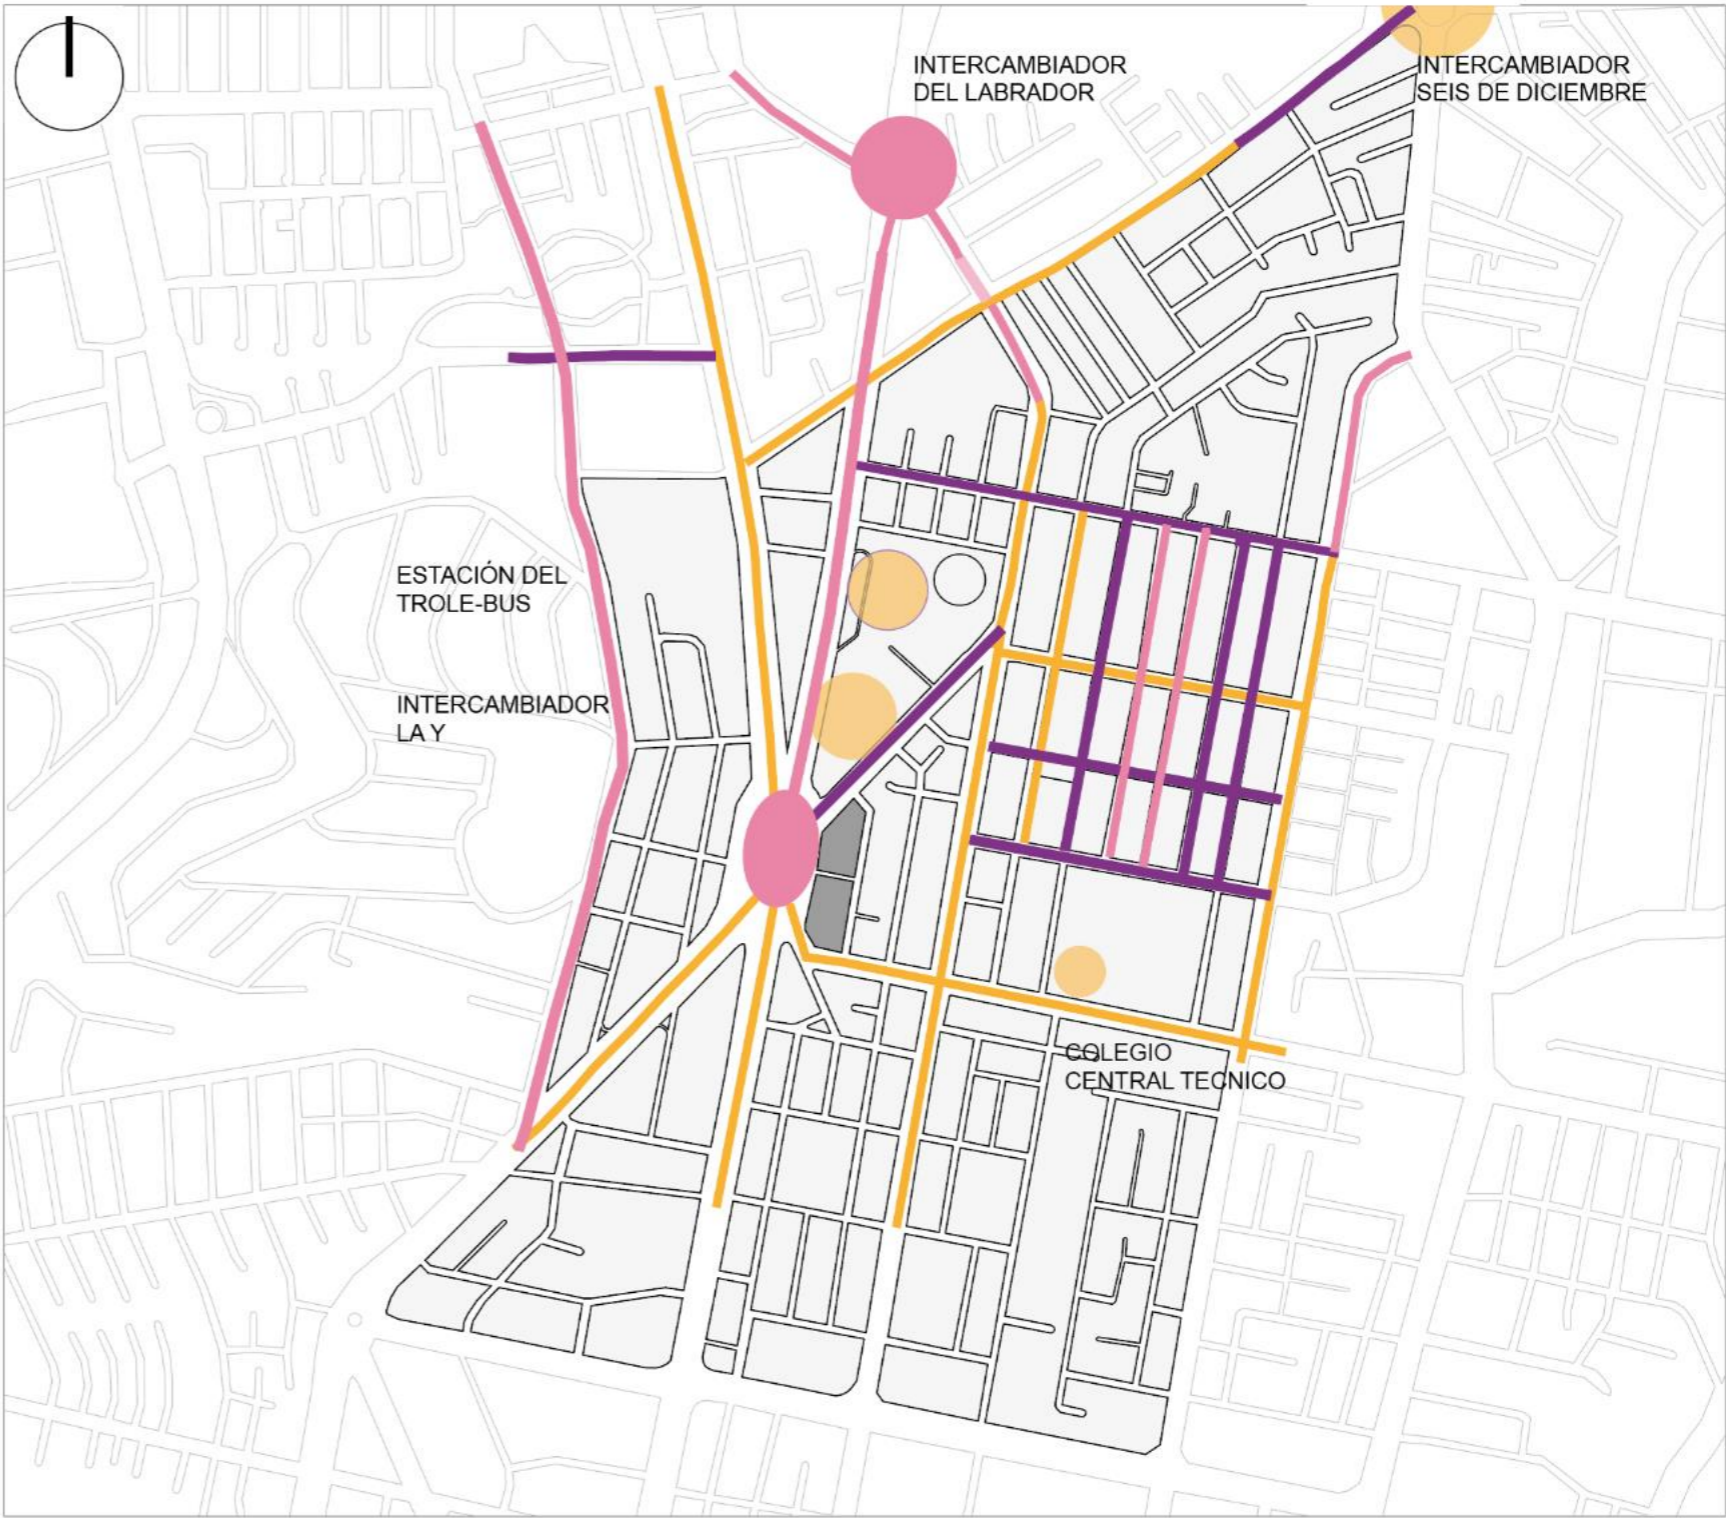 INTERCAMBIADOR
DEL LABRADOR
INTERCAMBIADOR
SEIS DE DICIEMBRE
ESTACIÓN DEL
TROLE-BUS
INTERCAMBIADOR
LA Y
COLEGIO
CENTRAL TECNICO